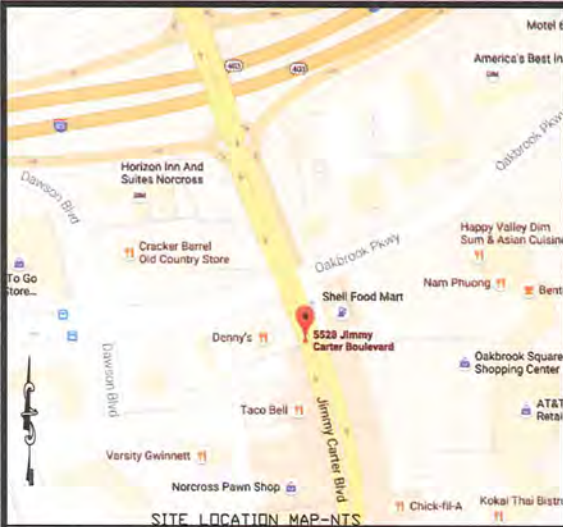 Motel 6
America's Best In
403
403
85
Oakbrook Pkwy
Horizon Inn And
Suites Norcross
Dawson Blvd
Happy Valley Dim
Sum & Asian Cuisine
Cracker Barrel
Old Country Store
Oakbrook Pkwy
To Go
Store...
Nam Phuong
Bent
Shell Food Mart
Denny's
5528 Jimmy
Carter Boulevard
Oakbrook Square
Shopping Center
Dawson Blvd
Taco Bell
Jimmy Carter Blvd
AT&T
Retai
Varsity Gwinnett
Norcross Pawn Shop
Chick-fil-A
Kokai Thai Bistro
SITE LOCATION MAP-NTS